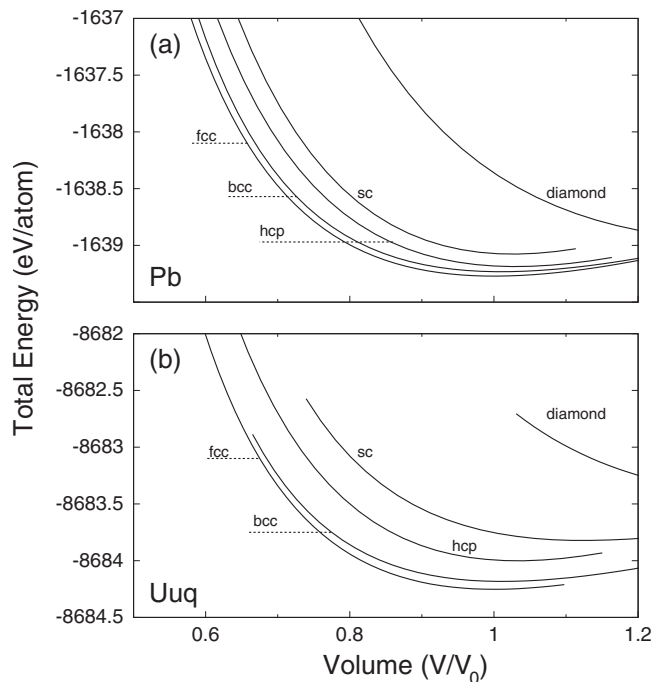 -1637
(a)
-1637.5
-1638
fcc
-1638.5
bcc
sc
diamond
hcp
-1639
Pb
Total Energy (eV/atom)
-8682
(b)
-8682.5
diamond
-8683
fcc
sc
-8683.5
bcc
hcp
-8684
Uuq
-8684.5
0.6 0.8 1 1.2
Volume (V/V₀)